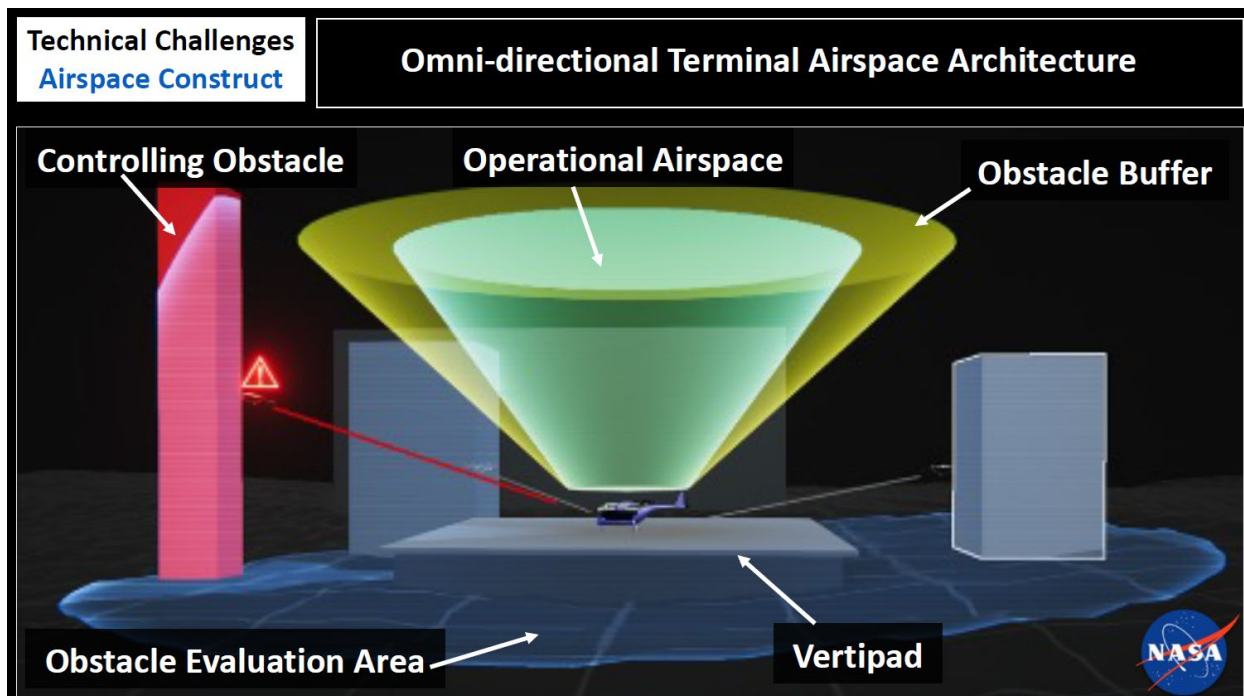 Technical Challenges
Airspace Construct
Omni-directional Terminal Airspace Architecture
Controlling Obstacle
Operational Airspace
Obstacle Buffer
Obstacle Evaluation Area
Vertipad
NASA